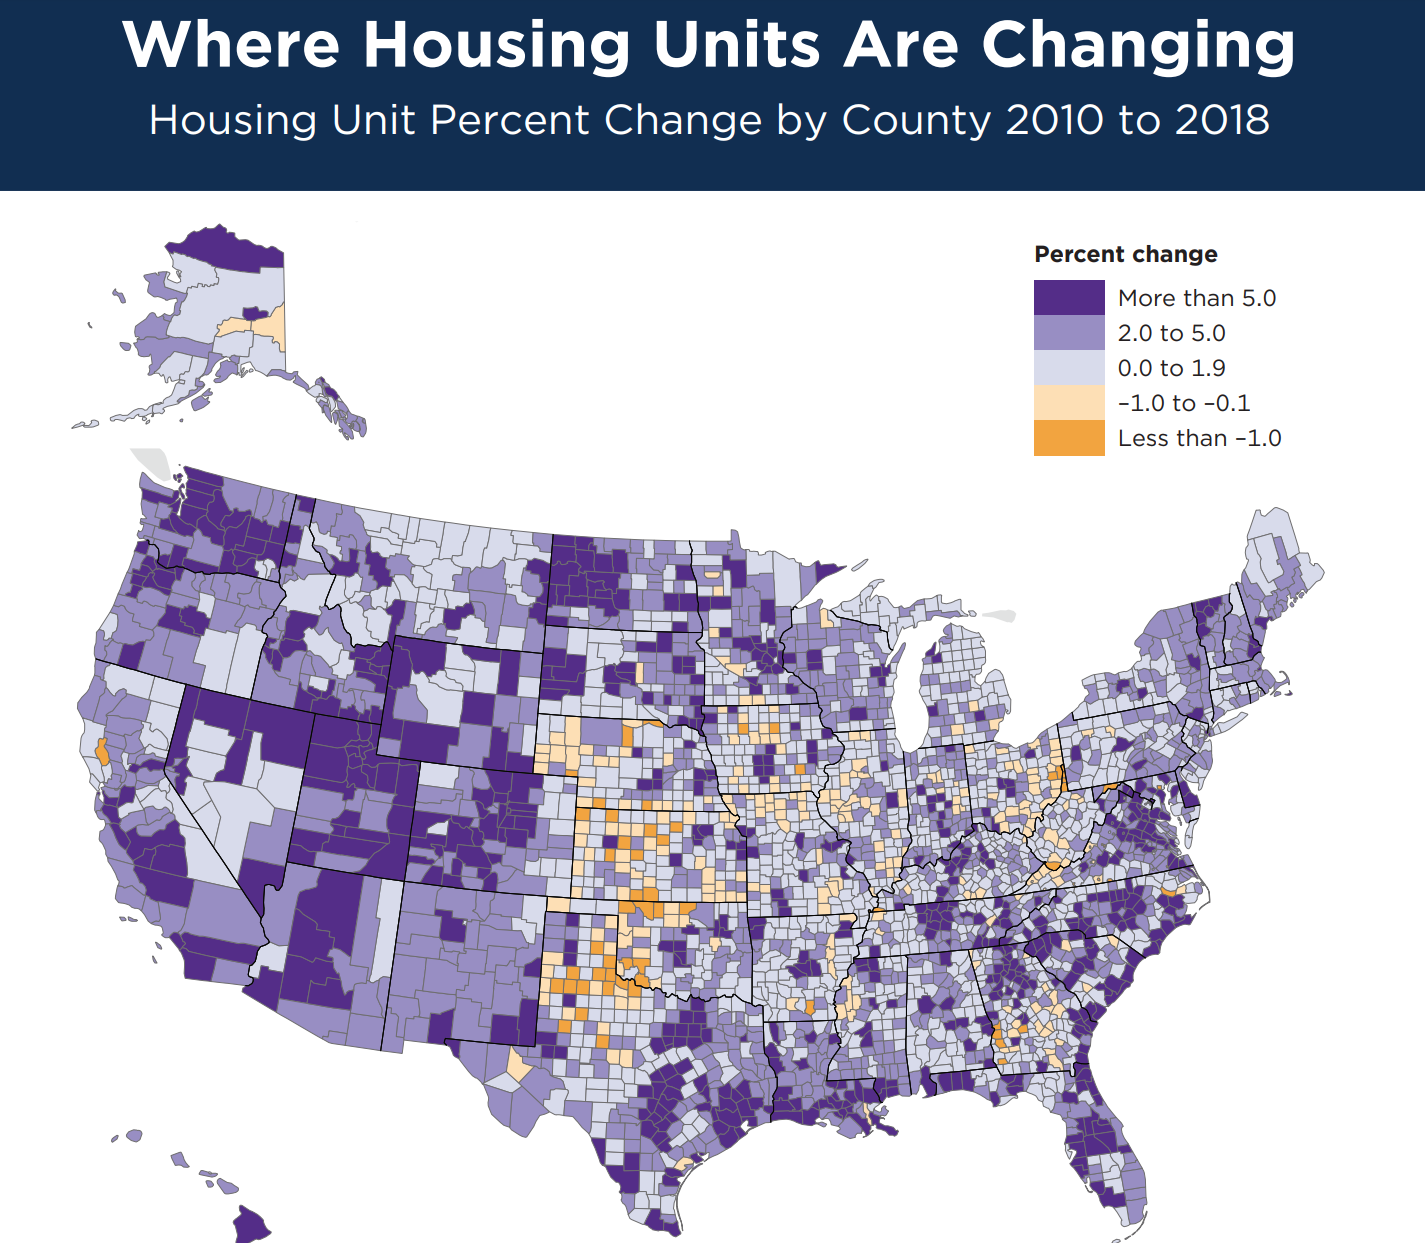 Where Housing Units Are Changing
Housing Unit Percent Change by County 2010 to 2018
Percent change
More than 5.0
2.0 to 5.0
0.0 to 1.9
–1.0 to –0.1
Less than –1.0